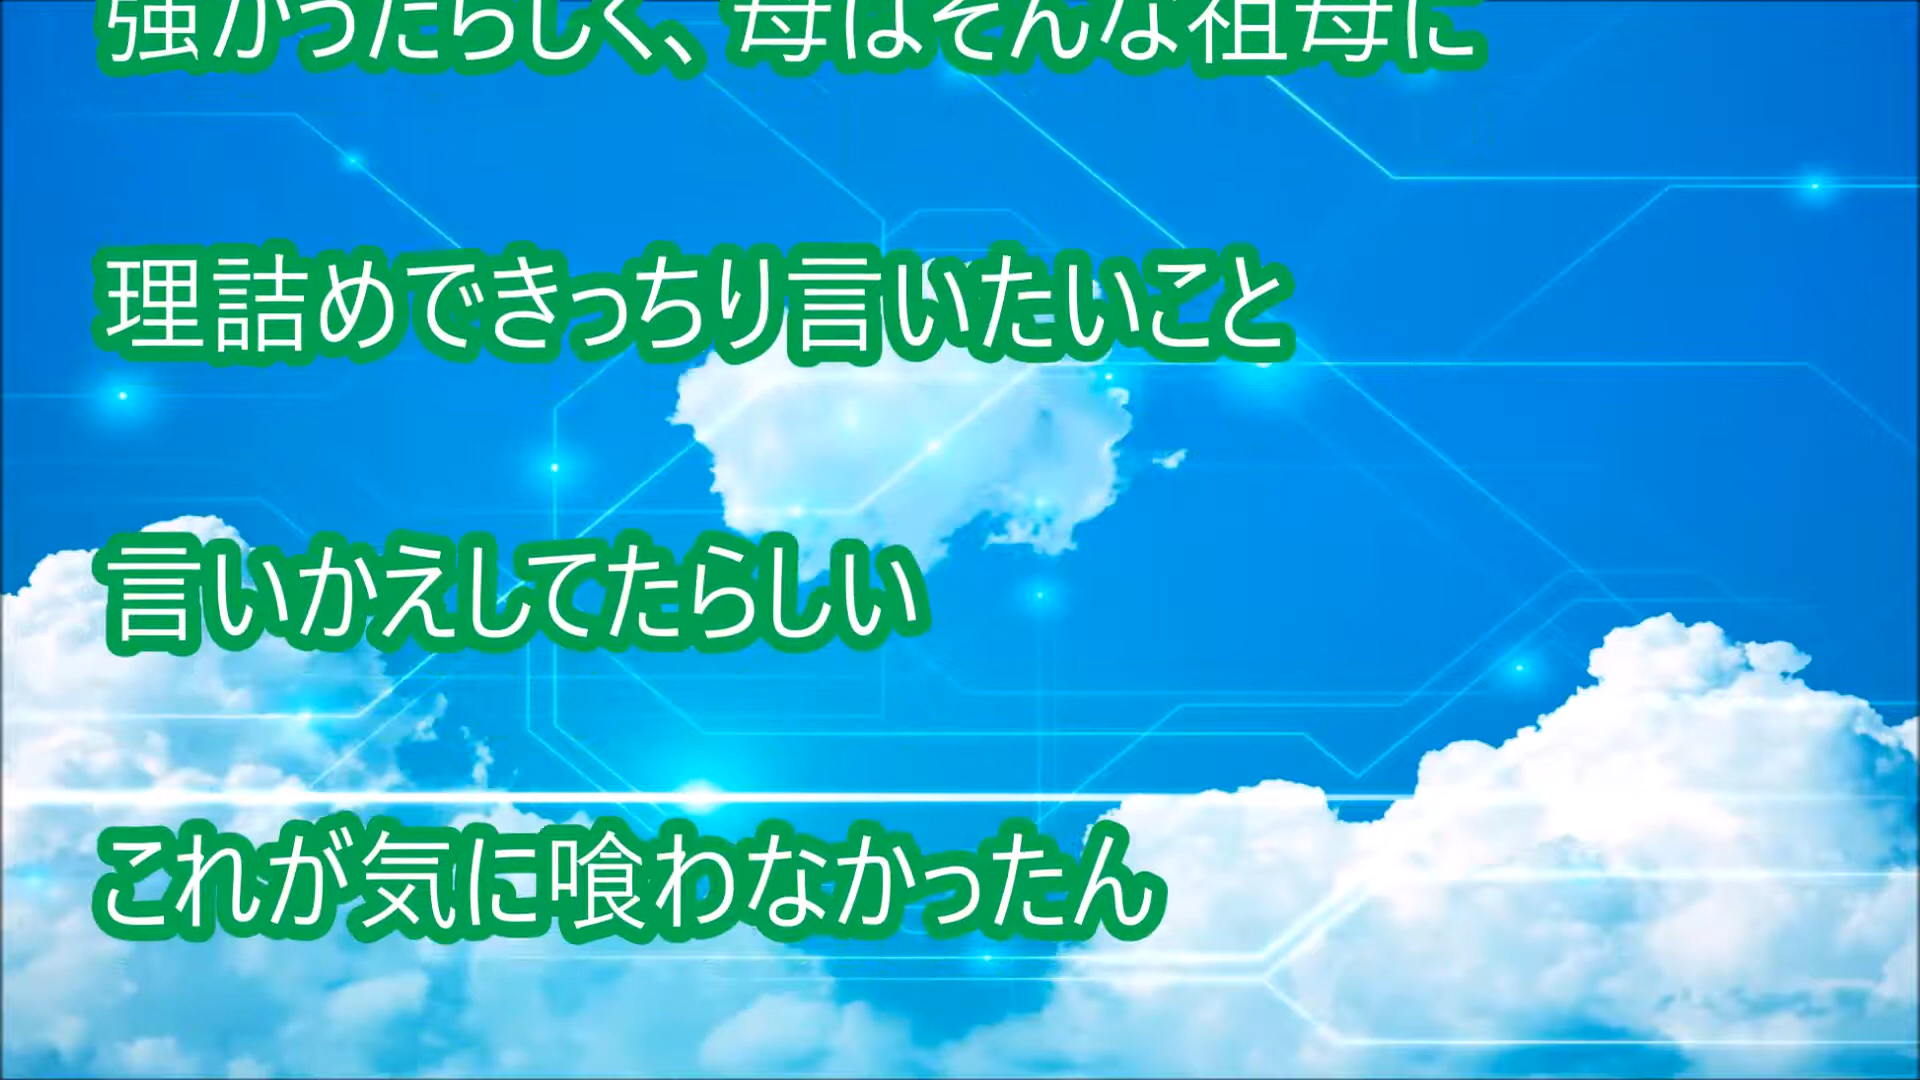 強かったらしく、母はそんな祖母に
理詰めできっちり言いたいこと
言いかえしてたらしい
これが気に喰わなかったん